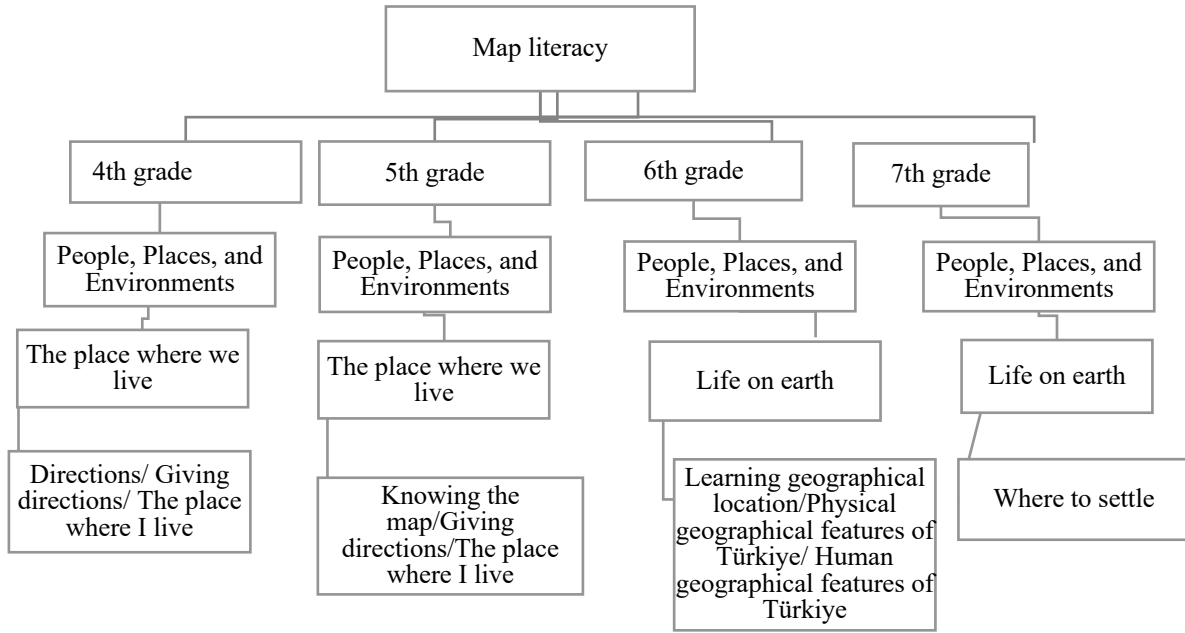 Map literacy
4th grade
5th grade
6th grade
7th grade
People, Places, and
Environments
People, Places, and
Environments
People, Places, and
Environments
People, Places, and
Environments
The place where we
live
The place where we
live
Life on earth
Life on earth
Directions/ Giving
directions/ The place
where I live
Knowing the
map/Giving
directions/The place
where I live
Learning geographical
location/Physical
geographical features of
Türkiye/ Human
geographical features of
Türkiye
Where to settle